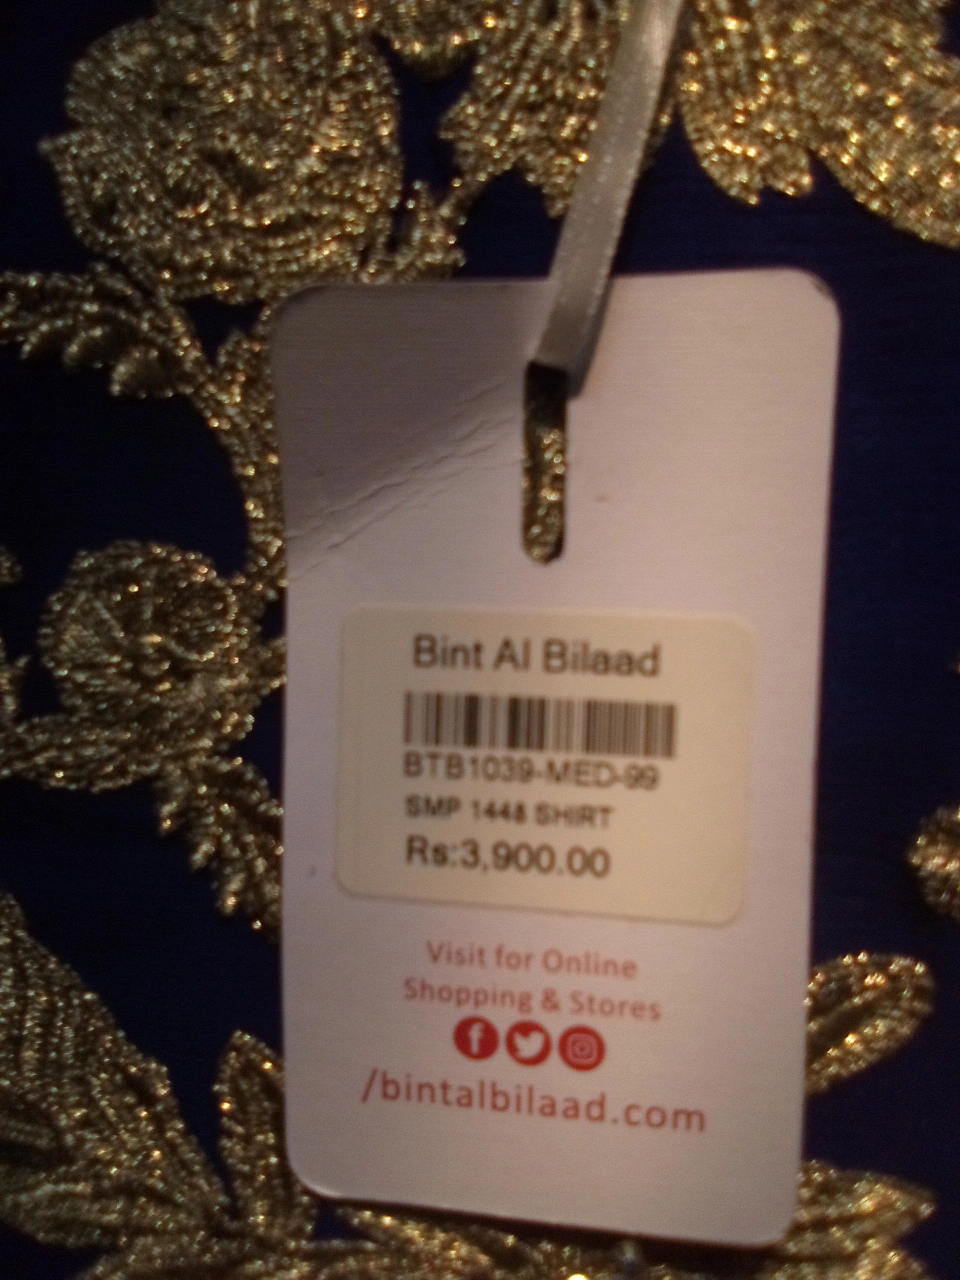 Bint Al Bilaad
BTB1039-MED-99
SMP 1448 SHIRT
Rs:3,900.00
Visit for Online
Shopping & Stores
/bintalbilaad.com